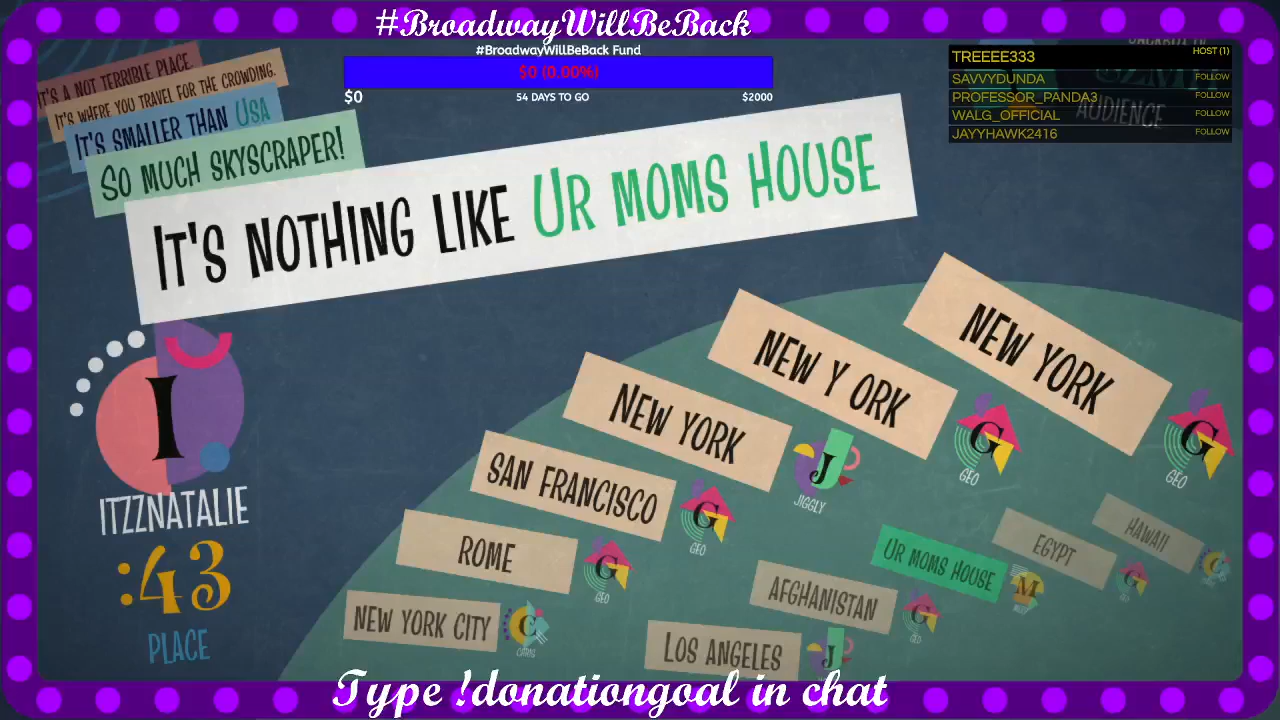 #BroadwayWillBeBack
#BroadwayWillBeBack Fund
$0 (0.00%)
$0
54 DAYS TO GO
$2000
TREEEE333
HOST (1)
SAVVYDUNDA
FOLLOW
PROFESSOR_PANDA3
FOLLOW
WALG_OFFICIAL
FOLLOW
JAYYHAWK2416
FOLLOW
AUDIENCE
IT'S A NOT TERRIBLE PLACE
IT'S WHERE YOU TRAVEL FOR THE CROWDING.
IT'S SMALLER THAN USA
SO MUCH SKYSCRAPER!
IT'S NOTHING LIKE UR MOMS HOUSE
I
ITZZNATALIE
:43
PLACE
NEW YORK
G
GEO
NEW Y ORK
G
GEO
NEW YORK
J
JIGGLY
SAN FRANCISCO
G
GEO
ROME
G
GEO
NEW YORK CITY
C
CHRIS
HAWAII
C
EGYPT
G
GEO
UR MOMS HOUSE
M
AFGHANISTAN
G
GEO
LOS ANGELES
J
Type !donationgoal in chat